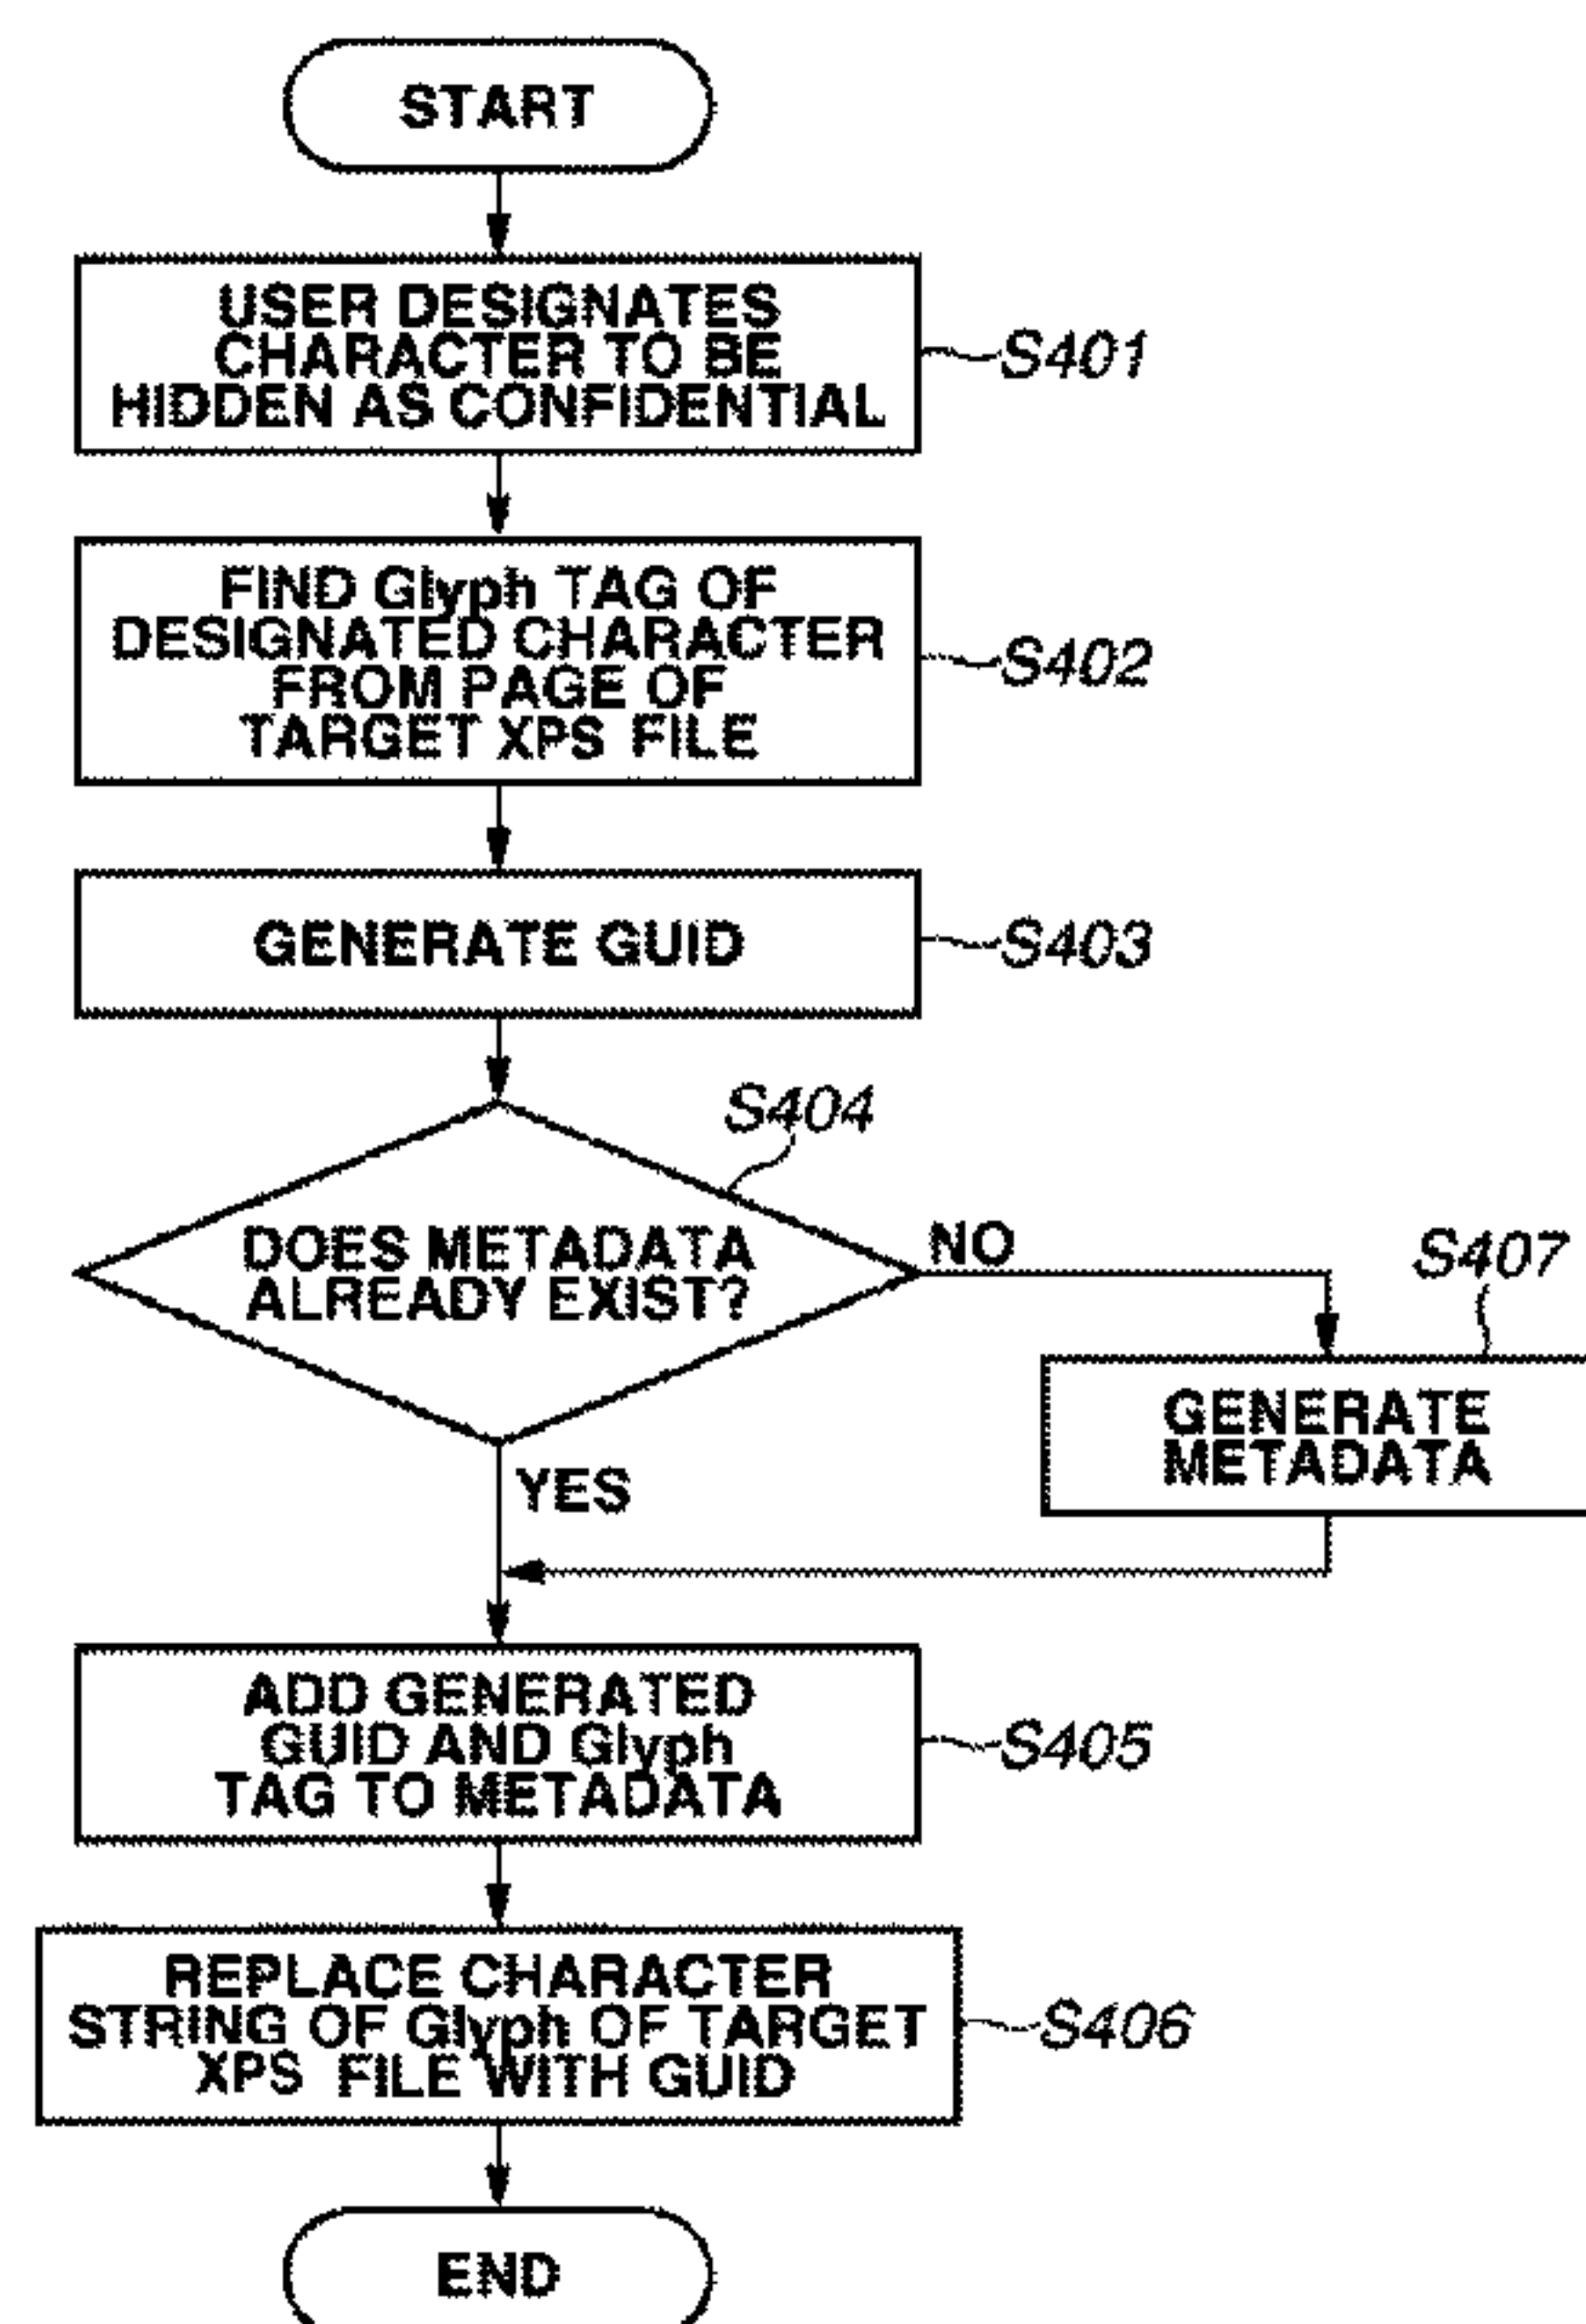 START
USER DESIGNATES
CHARACTER TO BE
HIDDEN AS CONFIDENTIAL
S401
FIND Glyph TAG OF
DESIGNATED CHARACTER
FROM PAGE OF
TARGET XPS FILE
S402
GENERATE GUID
S403
S404
DOES METADATA
ALREADY EXIST?
NO
S407
GENERATE
METADATA
YES
ADD GENERATED
GUID AND Glyph
TAG TO METADATA
S405
REPLACE CHARACTER
STRING OF Glyph OF TARGET
XPS FILE WITH GUID
S406
END